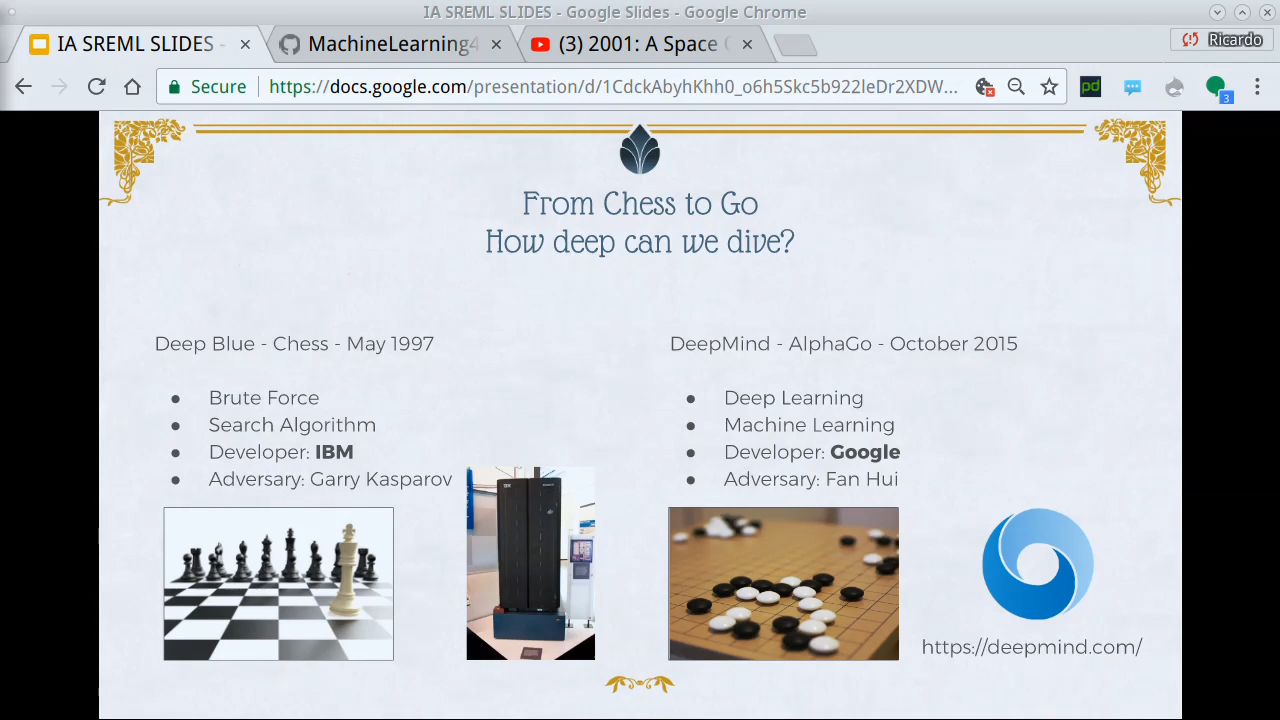 IA SREML SLIDES - Google Slides - Google Chrome
IA SREML SLIDES -
MachineLearning4
(3) 2001: A Space
Ricardo
Secure
https://docs.google.com/presentation/d/1CdckAbyhKhh0_o6h5Skc5b922leDr2XDW...
pd
3
From Chess to Go
How deep can we dive?
Deep Blue - Chess - May 1997
● Brute Force
● Search Algorithm
● Developer: IBM
● Adversary: Garry Kasparov
DeepMind - AlphaGo - October 2015
● Deep Learning
● Machine Learning
● Developer: Google
● Adversary: Fan Hui
https://deepmind.com/